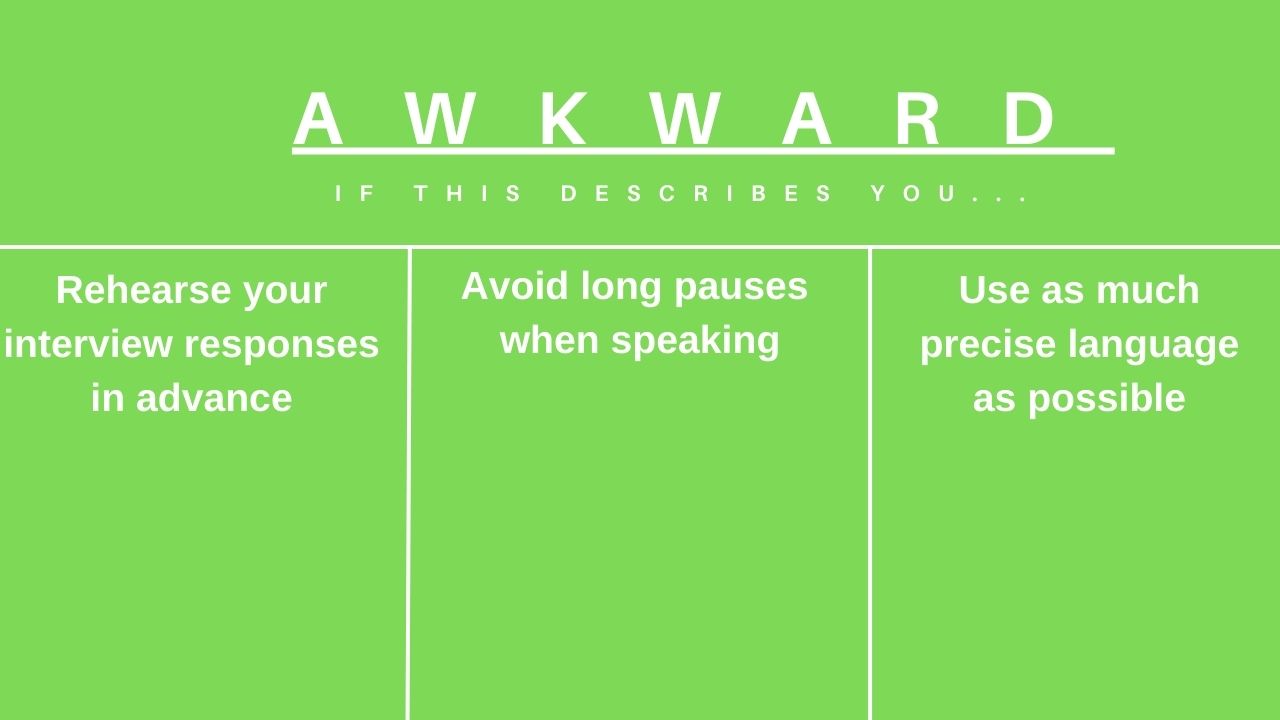 AWKWARD
IF THIS DESCRIBES YOU...
Rehearse your
interview responses
in advance
Avoid long pauses
when speaking
Use as much
precise language
as possible